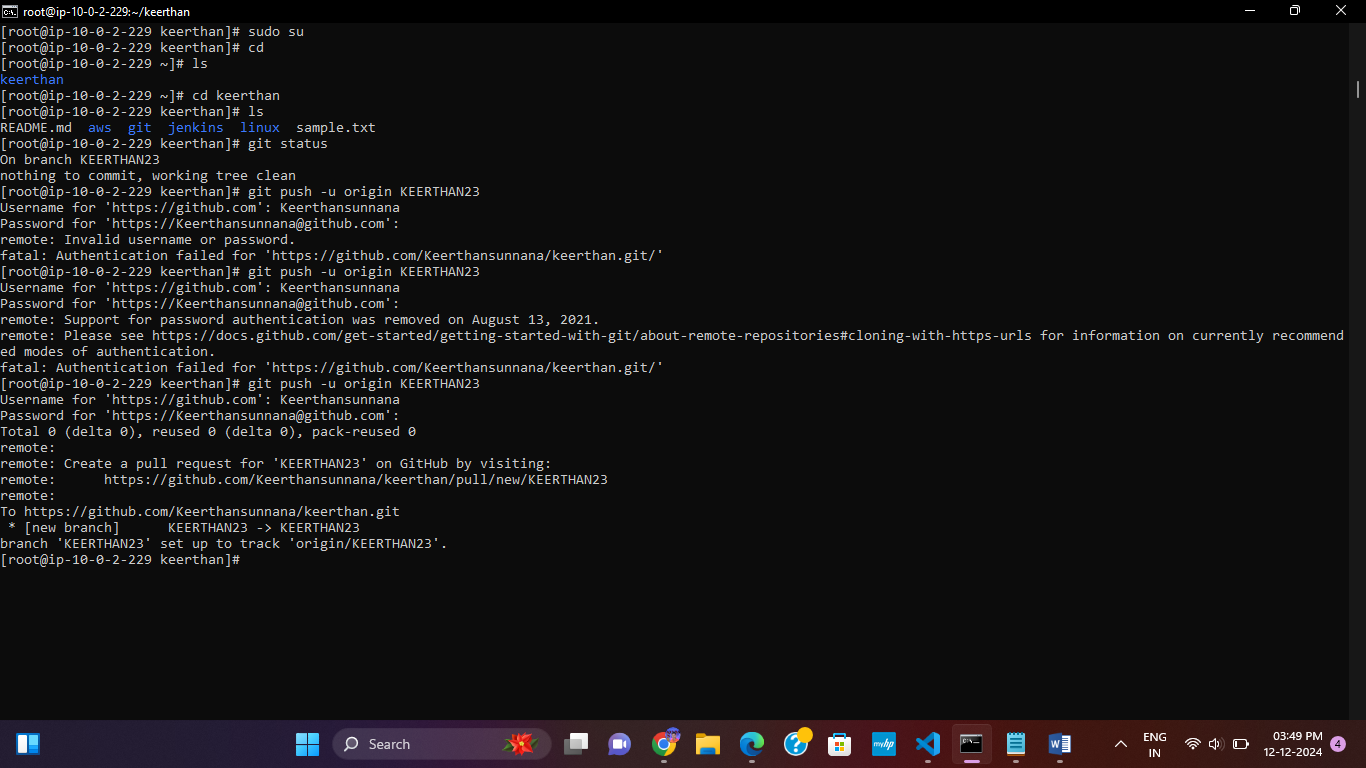 root@ip-10-0-2-229:~/keerthan
[root@ip-10-0-2-229 keerthan]# sudo su
[root@ip-10-0-2-229 keerthan]# cd
[root@ip-10-0-2-229 ~]# ls
keerthan
[root@ip-10-0-2-229 ~]# cd keerthan
[root@ip-10-0-2-229 keerthan]# ls
README.md  aws  git  jenkins  linux  sample.txt
[root@ip-10-0-2-229 keerthan]# git status
On branch KEERTHAN23
nothing to commit, working tree clean
[root@ip-10-0-2-229 keerthan]# git push -u origin KEERTHAN23
Username for 'https://github.com': Keerthansunnana
Password for 'https://Keerthansunnana@github.com':
remote: Invalid username or password.
fatal: Authentication failed for 'https://github.com/Keerthansunnana/keerthan.git/'
[root@ip-10-0-2-229 keerthan]# git push -u origin KEERTHAN23
Username for 'https://github.com': Keerthansunnana
Password for 'https://Keerthansunnana@github.com':
remote: Support for password authentication was removed on August 13, 2021.
remote: Please see https://docs.github.com/get-started/getting-started-with-git/about-remote-repositories#cloning-with-https-urls for information on currently recommend
ed modes of authentication.
fatal: Authentication failed for 'https://github.com/Keerthansunnana/keerthan.git/'
[root@ip-10-0-2-229 keerthan]# git push -u origin KEERTHAN23
Username for 'https://github.com': Keerthansunnana
Password for 'https://Keerthansunnana@github.com':
Total 0 (delta 0), reused 0 (delta 0), pack-reused 0
remote:
remote: Create a pull request for 'KEERTHAN23' on GitHub by visiting:
remote:      https://github.com/Keerthansunnana/keerthan/pull/new/KEERTHAN23
remote:
To https://github.com/Keerthansunnana/keerthan.git
 * [new branch]      KEERTHAN23 -> KEERTHAN23
branch 'KEERTHAN23' set up to track 'origin/KEERTHAN23'.
[root@ip-10-0-2-229 keerthan]#
Search
myhp
ENG
IN
03:49 PM
12-12-2024
4